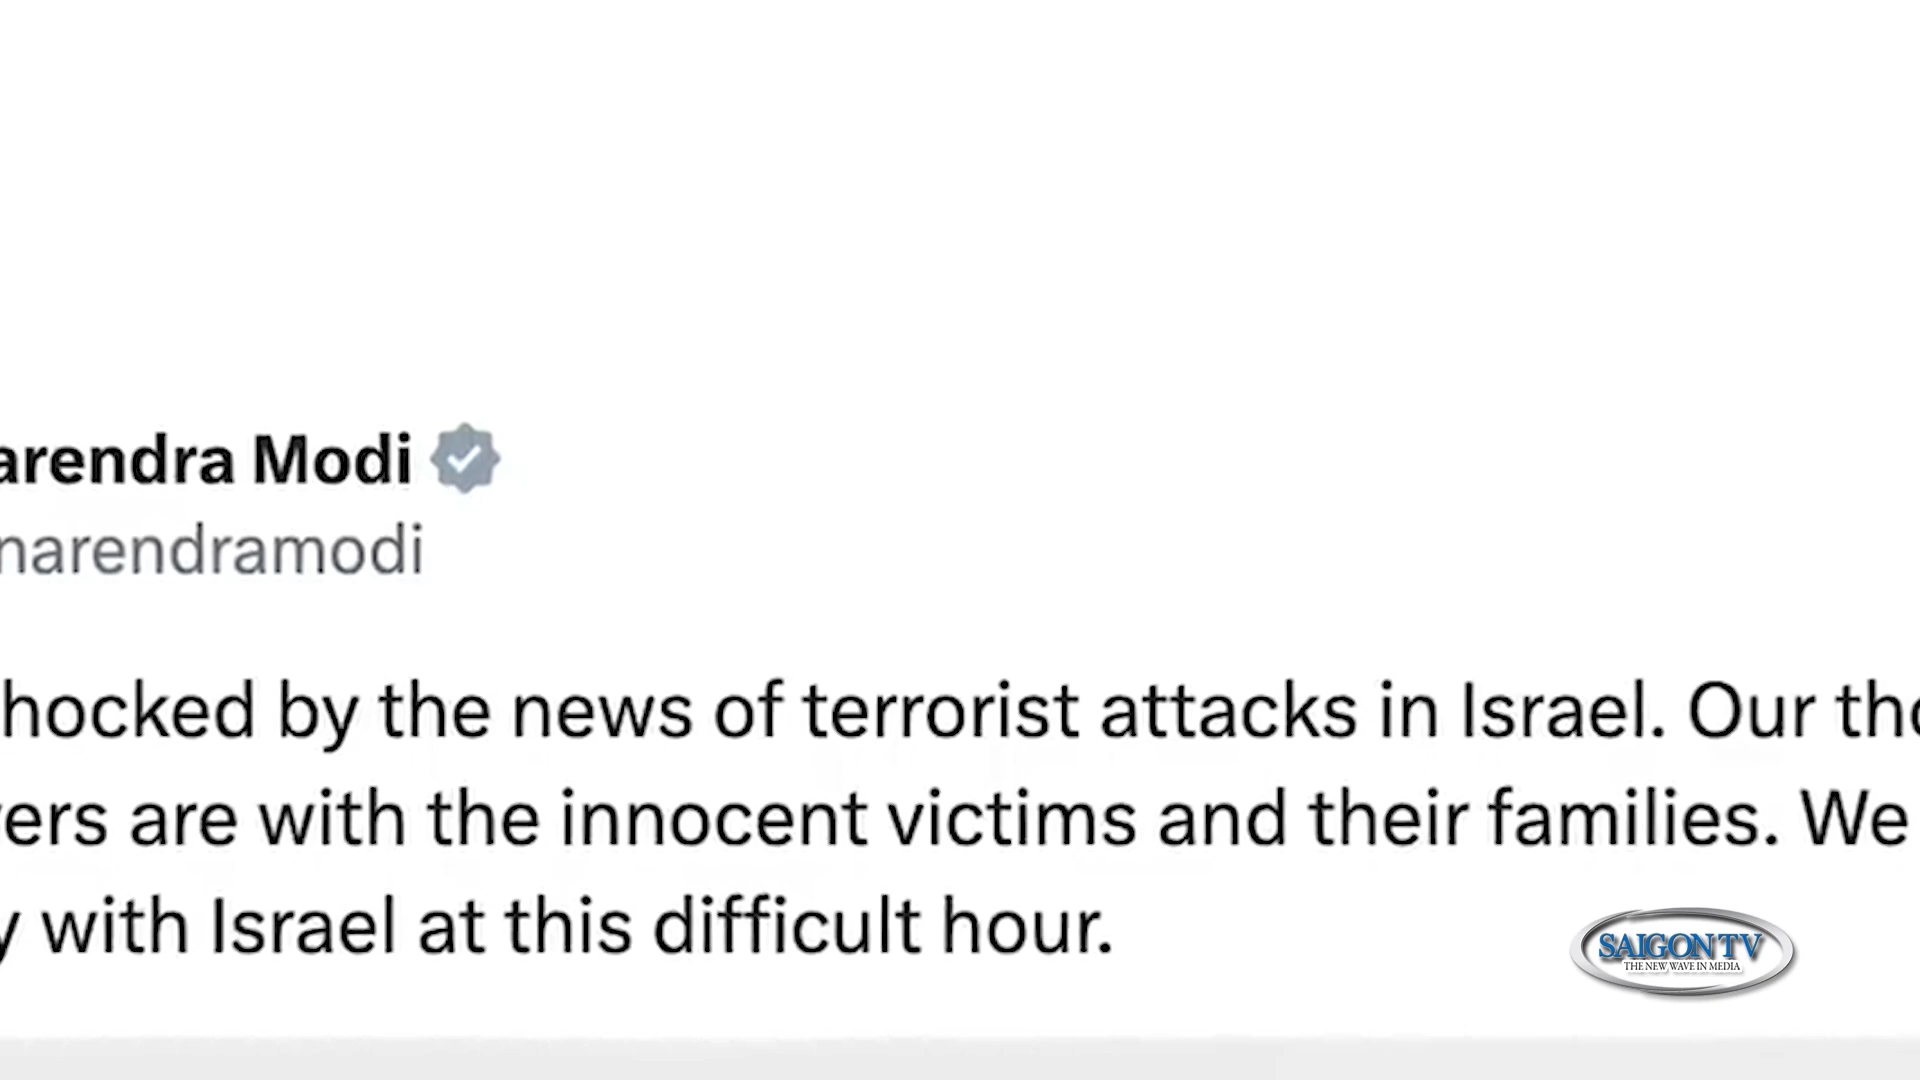 arendra Modi
narendramodi
hocked by the news of terrorist attacks in Israel. Our tho
ers are with the innocent victims and their families. We
y with Israel at this difficult hour.
SAIGON TV
THE NEW WAVE IN MEDIA